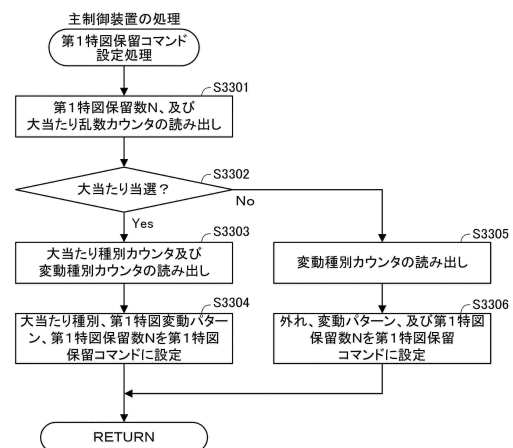 主制御装置の処理
第1特図保留コマンド
設定処理
S3301
第1特図保留数N、及び
大当たり乱数カウンタの読み出し
S3302
大当たり当選？
No
Yes
S3303
大当たり種別カウンタ及び
変動種別カウンタの読み出し
S3304
大当たり種別、第1特図変動パター
ン、第1特図保留数Nを第1特図
保留コマンドに設定
S3305
変動種別カウンタの読み出し
S3306
外れ、変動パターン、及び第1特図
保留数Nを第1特図保留
コマンドに設定
RETURN